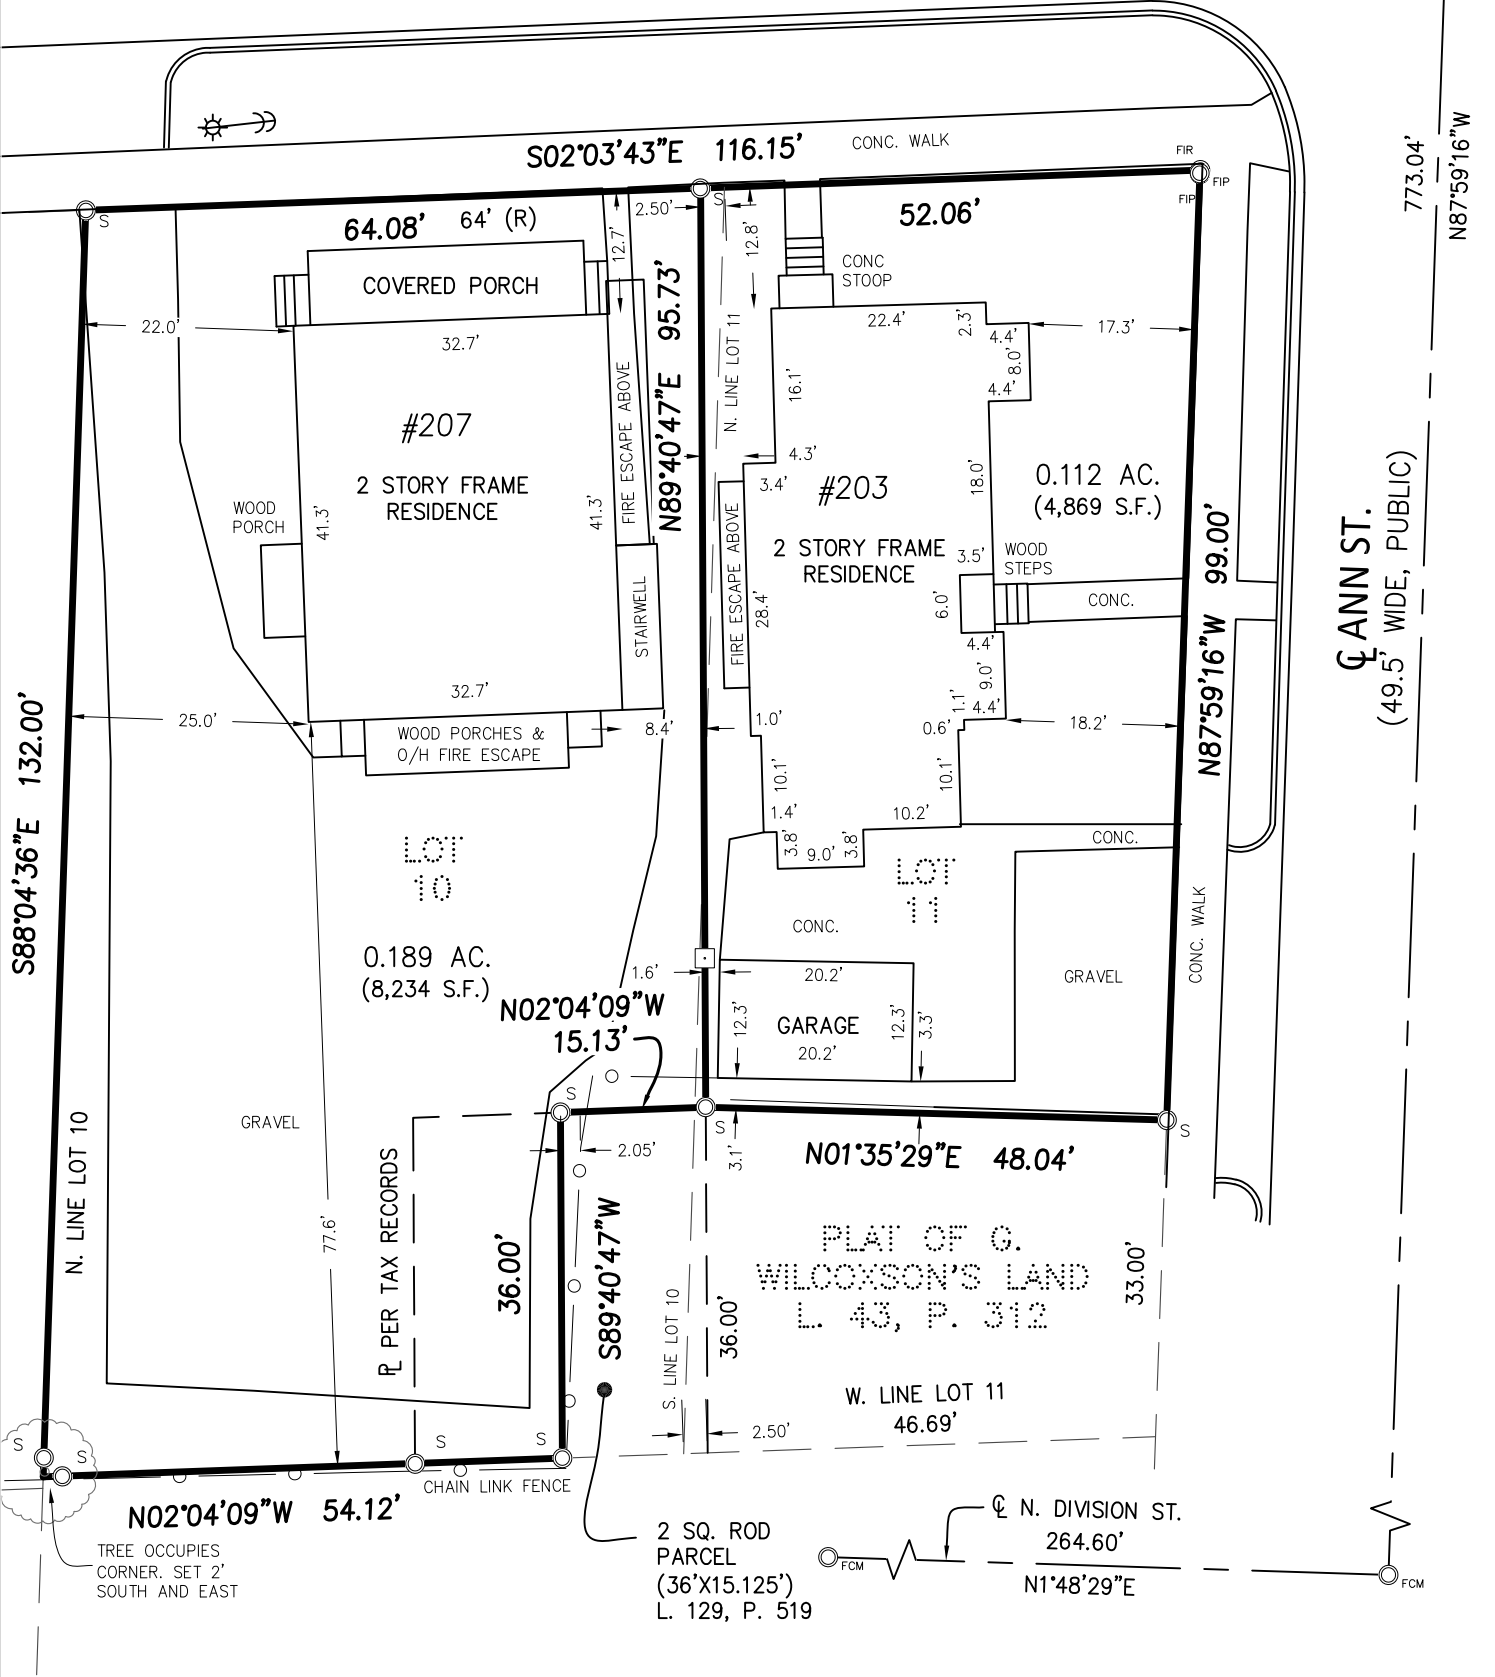 S02°03'43"E 116.15'
CONC. WALK
FIR
FIP
FIP
773.04'
N87°59'16"W
S
64.08'
64' (R)
2.50'
S
52.06'
12.7'
12.8'
COVERED PORCH
CONC
STOOP
22.0'
32.7'
N89°40'47"E 95.73'
N. LINE LOT 11
22.4'
2.3'
4.4'
8.0'
4.4'
17.3'
16.1'
#207
2 STORY FRAME
RESIDENCE
FIRE ESCAPE ABOVE
4.3'
3.4'
#203
18.0'
0.112 AC.
(4,869 S.F.)
WOOD
PORCH
41.3'
41.3'
2 STORY FRAME
RESIDENCE
FIRE ESCAPE ABOVE
28.4'
3.5'
WOOD
STEPS
6.0'
CONC.
STAIRWELL
4.4'
9.0'
1.1'
4.4'
32.7'
25.0'
WOOD PORCHES &
O/H FIRE ESCAPE
8.4'
1.0'
0.6'
18.2'
N87°59'16"W 99.00'
℄ ANN ST.
(49.5' WIDE, PUBLIC)
S88°04'36"E 132.00'
10.1'
10.1'
1.4'
10.2'
3.8'
9.0'
3.8'
CONC.
LOT
10
LOT
11
0.189 AC.
(8,234 S.F.)
CONC.
1.6'
20.2'
GRAVEL
CONC. WALK
N02°04'09"W
15.13'
12.3'
GARAGE
20.2'
12.3'
3.3'
S
S
S
N. LINE LOT 10
GRAVEL
2.05'
3.1'
N01°35'29"E 48.04'
℄ PER TAX RECORDS
77.6'
36.00'
S89°40'47"W
S. LINE LOT 10
36.00'
PLAT OF G.
WILCOXSON'S LAND
L. 43, P. 312
33.00'
W. LINE LOT 11
46.69'
2.50'
S
S
S
S
CHAIN LINK FENCE
N02°04'09"W 54.12'
TREE OCCUPIES
CORNER. SET 2'
SOUTH AND EAST
2 SQ. ROD
PARCEL
(36'X15.125')
L. 129, P. 519
℄ N. DIVISION ST.
264.60'
N1°48'29"E
FCM
FCM